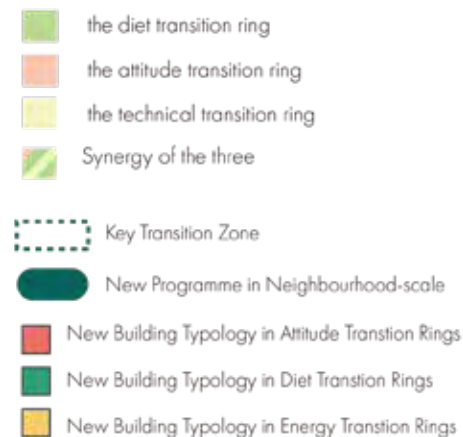 the diet transition ring
the attitude transition ring
the technical transition ring
Synergy of the three
Key Transition Zone
New Programme in Neighbourhood-scale
New Building Typology in Attitude Transtion Rings
New Building Typology in Diet Transtion Rings
New Building Typology in Energy Transtion Rings